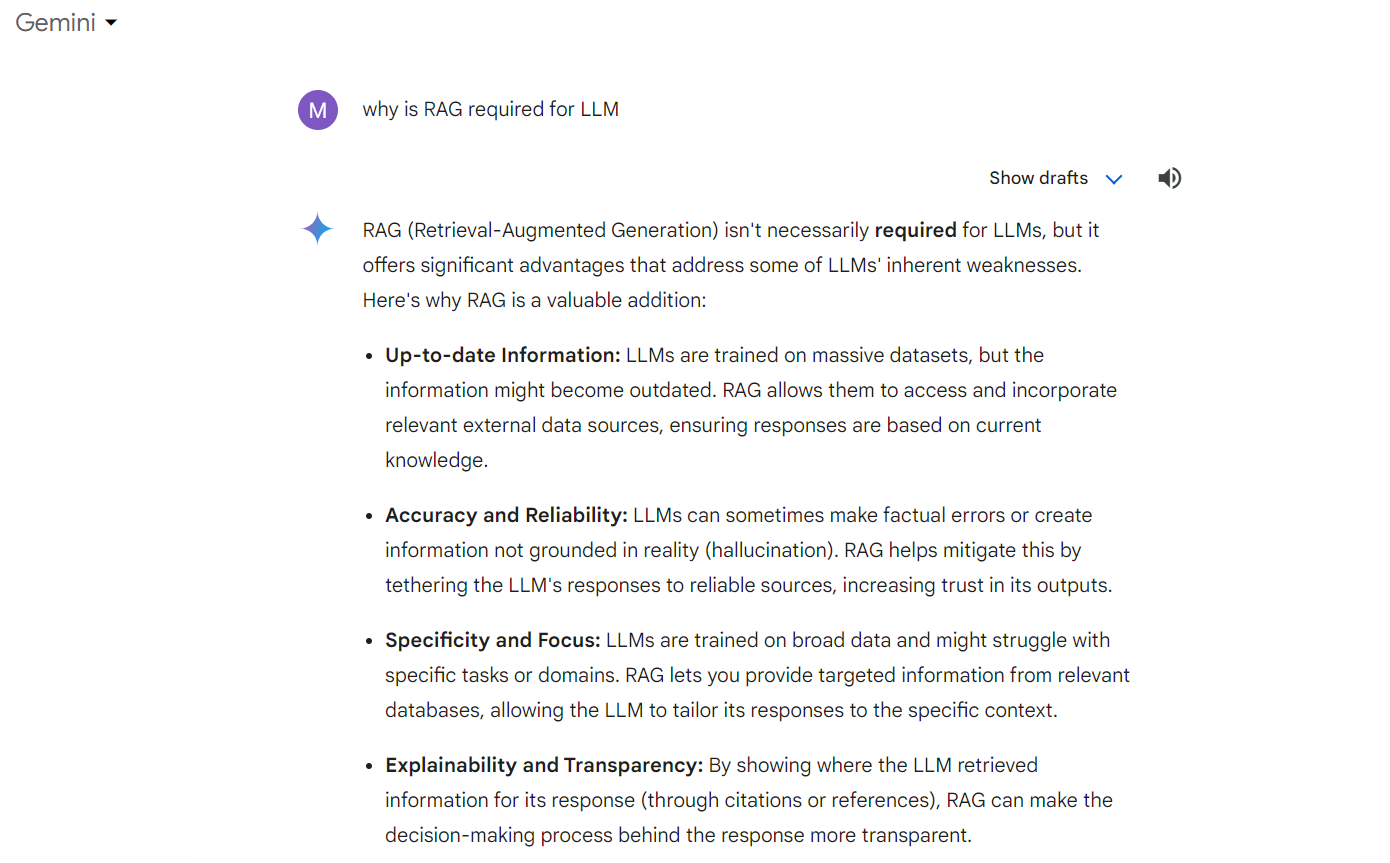 Gemini
M
why is RAG required for LLM
Show drafts
RAG (Retrieval-Augmented Generation) isn't necessarily required for LLMs, but it
offers significant advantages that address some of LLMs' inherent weaknesses.
Here's why RAG is a valuable addition:
• Up-to-date Information: LLMs are trained on massive datasets, but the
information might become outdated. RAG allows them to access and incorporate
relevant external data sources, ensuring responses are based on current
knowledge.
• Accuracy and Reliability: LLMs can sometimes make factual errors or create
information not grounded in reality (hallucination). RAG helps mitigate this by
tethering the LLM's responses to reliable sources, increasing trust in its outputs.
• Specificity and Focus: LLMs are trained on broad data and might struggle with
specific tasks or domains. RAG lets you provide targeted information from relevant
databases, allowing the LLM to tailor its responses to the specific context.
• Explainability and Transparency: By showing where the LLM retrieved
information for its response (through citations or references), RAG can make the
decision-making process behind the response more transparent.